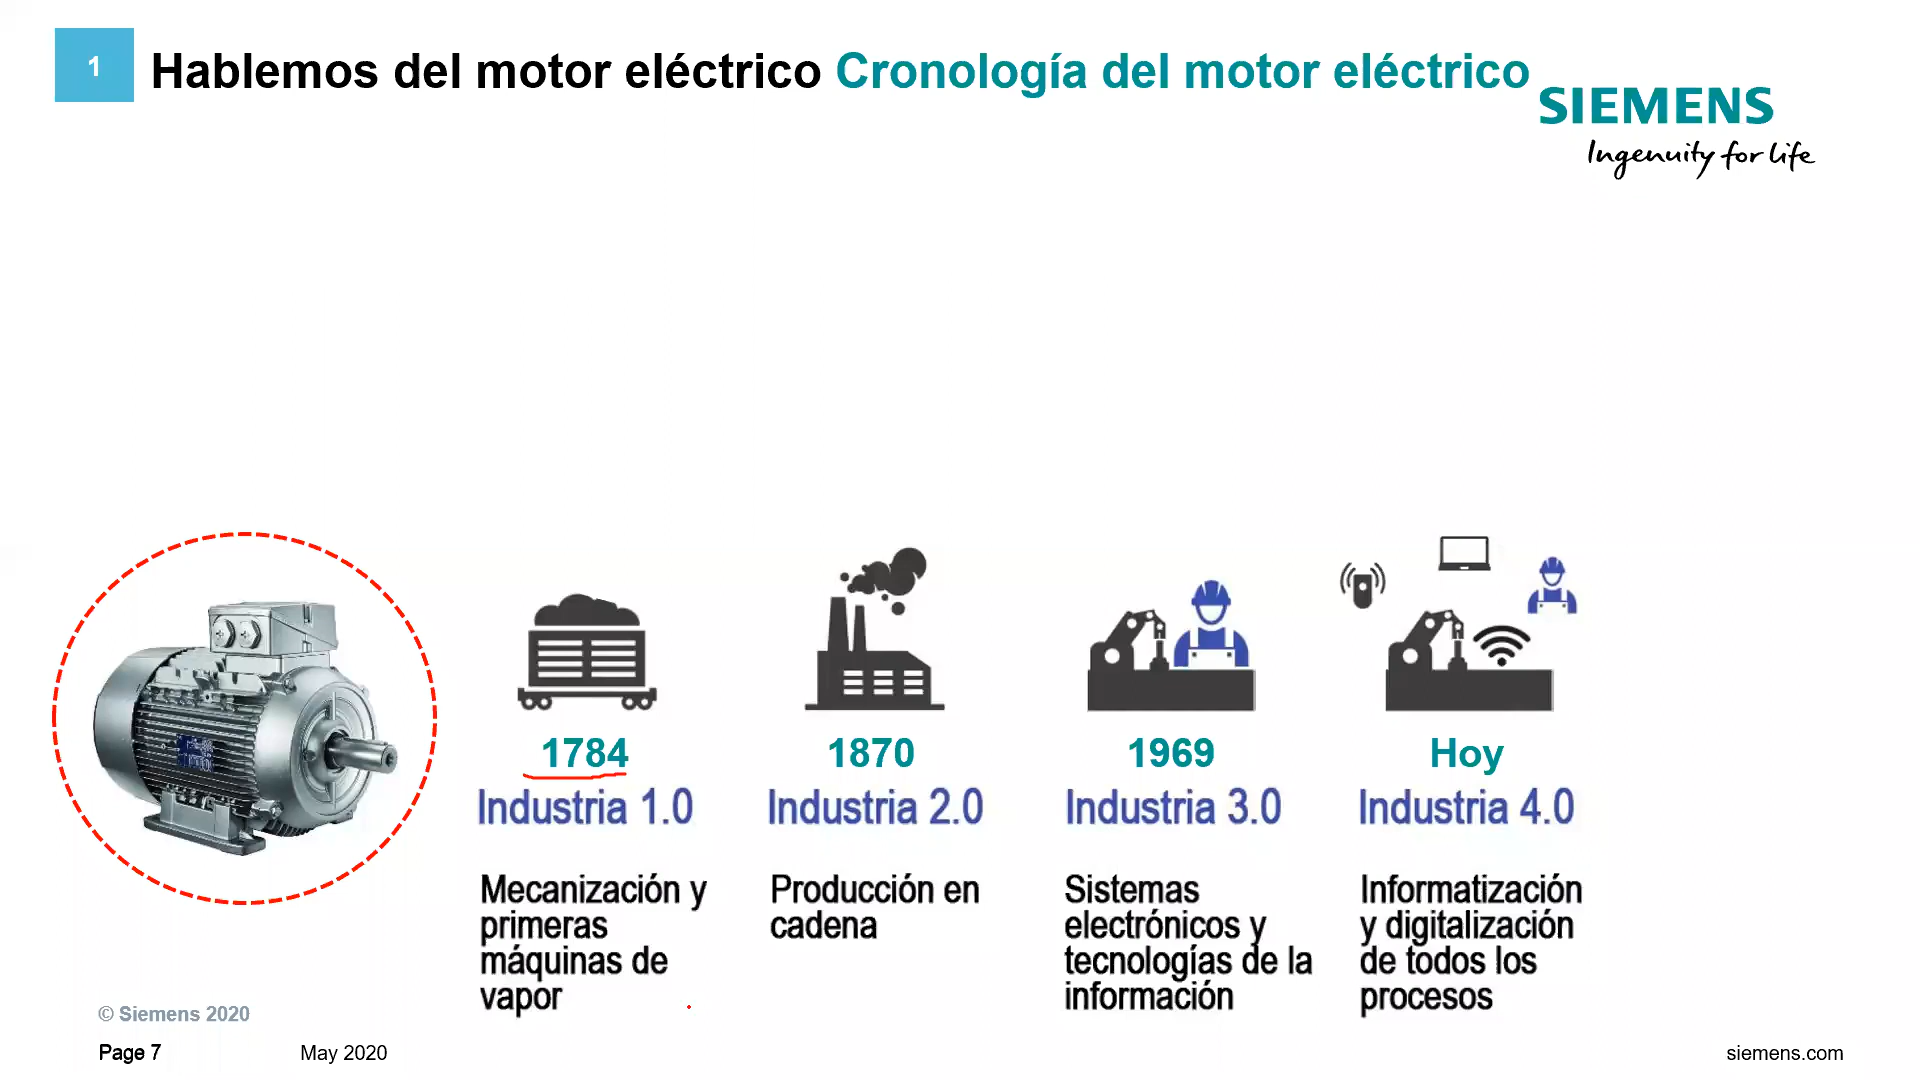 1
Hablemos del motor eléctrico Cronología del motor eléctrico
SIEMENS
Ingenuity for life
1784
Industria 1.0
Mecanización y
primeras
máquinas de
vapor
1870
Industria 2.0
Producción en
cadena
1969
Industria 3.0
Sistemas
electrónicos y
tecnologías de la
información
Hoy
Industria 4.0
Informatización
y digitalización
de todos los
procesos
© Siemens 2020
Page 7
May 2020
siemens.com